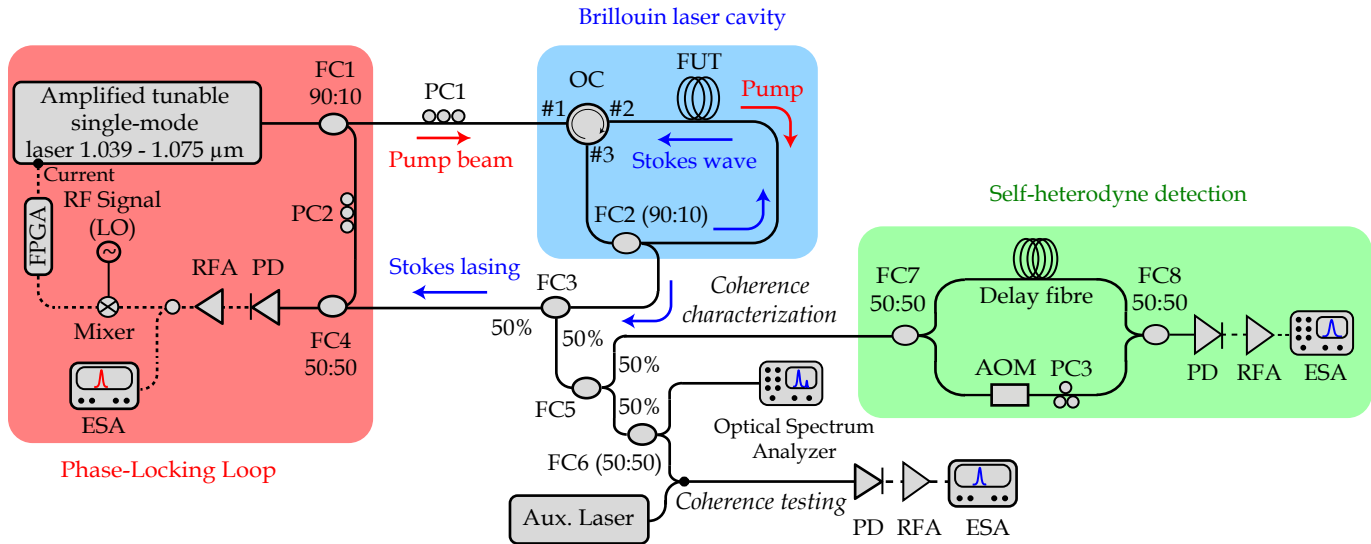 Brillouin laser cavity
FC1
90:10
Amplified tunable
single-mode
laser 1.039 - 1.075 µm
Current
RF Signal
(LO)
~
FPGA
PC2
RFA
PD
Mixer
ESA
FC4
50:50
Phase-Locking Loop
PC1
Pump beam
OC
#1
#2
#3
FUT
Pump
Stokes wave
FC2 (90:10)
Stokes lasing
FC3
50%
50%
Coherence
characterization
50%
FC5
50%
FC6 (50:50)
Optical Spectrum
Analyzer
Aux. Laser
Coherence testing
PD
RFA
ESA
Self-heterodyne detection
FC7
50:50
Delay fibre
FC8
50:50
AOM
PC3
PD
RFA
ESA